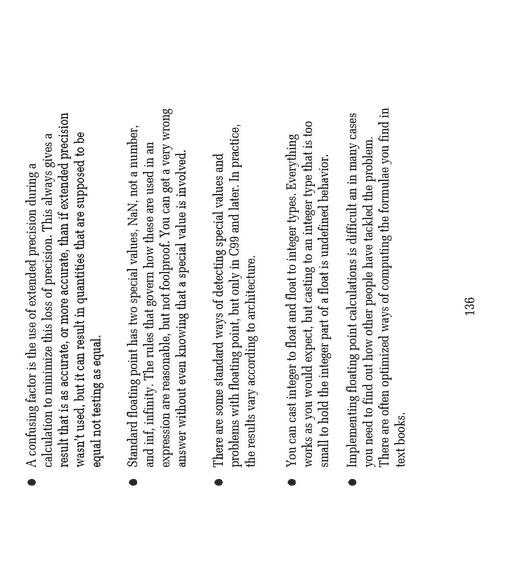 ● A confusing factor is the use of extended precision during a
calculation to minimize this loss of precision. This always gives a
result that is as accurate, or more accurate, than if extended precision
wasn't used, but it can result in quantities that are supposed to be
equal not testing as equal.
● Standard floating point has two special values, NaN, not a number,
and inf, infinity. The rules that govern how these are used in an
expression are reasonable, but not foolproof. You can get a very wrong
answer without even knowing that a special value is involved.
● There are some standard ways of detecting special values and
problems with floating point, but only in C99 and later. In practice,
the results vary according to architecture.
● You can cast integer to float and float to integer types. Everything
works as you would expect, but casting to an integer type that is too
small to hold the integer part of a float is undefined behavior.
● Implementing floating point calculations is difficult an in many cases
you need to find out how other people have tackled the problem.
There are often optimized ways of computing the formulae you find in
text books.
136